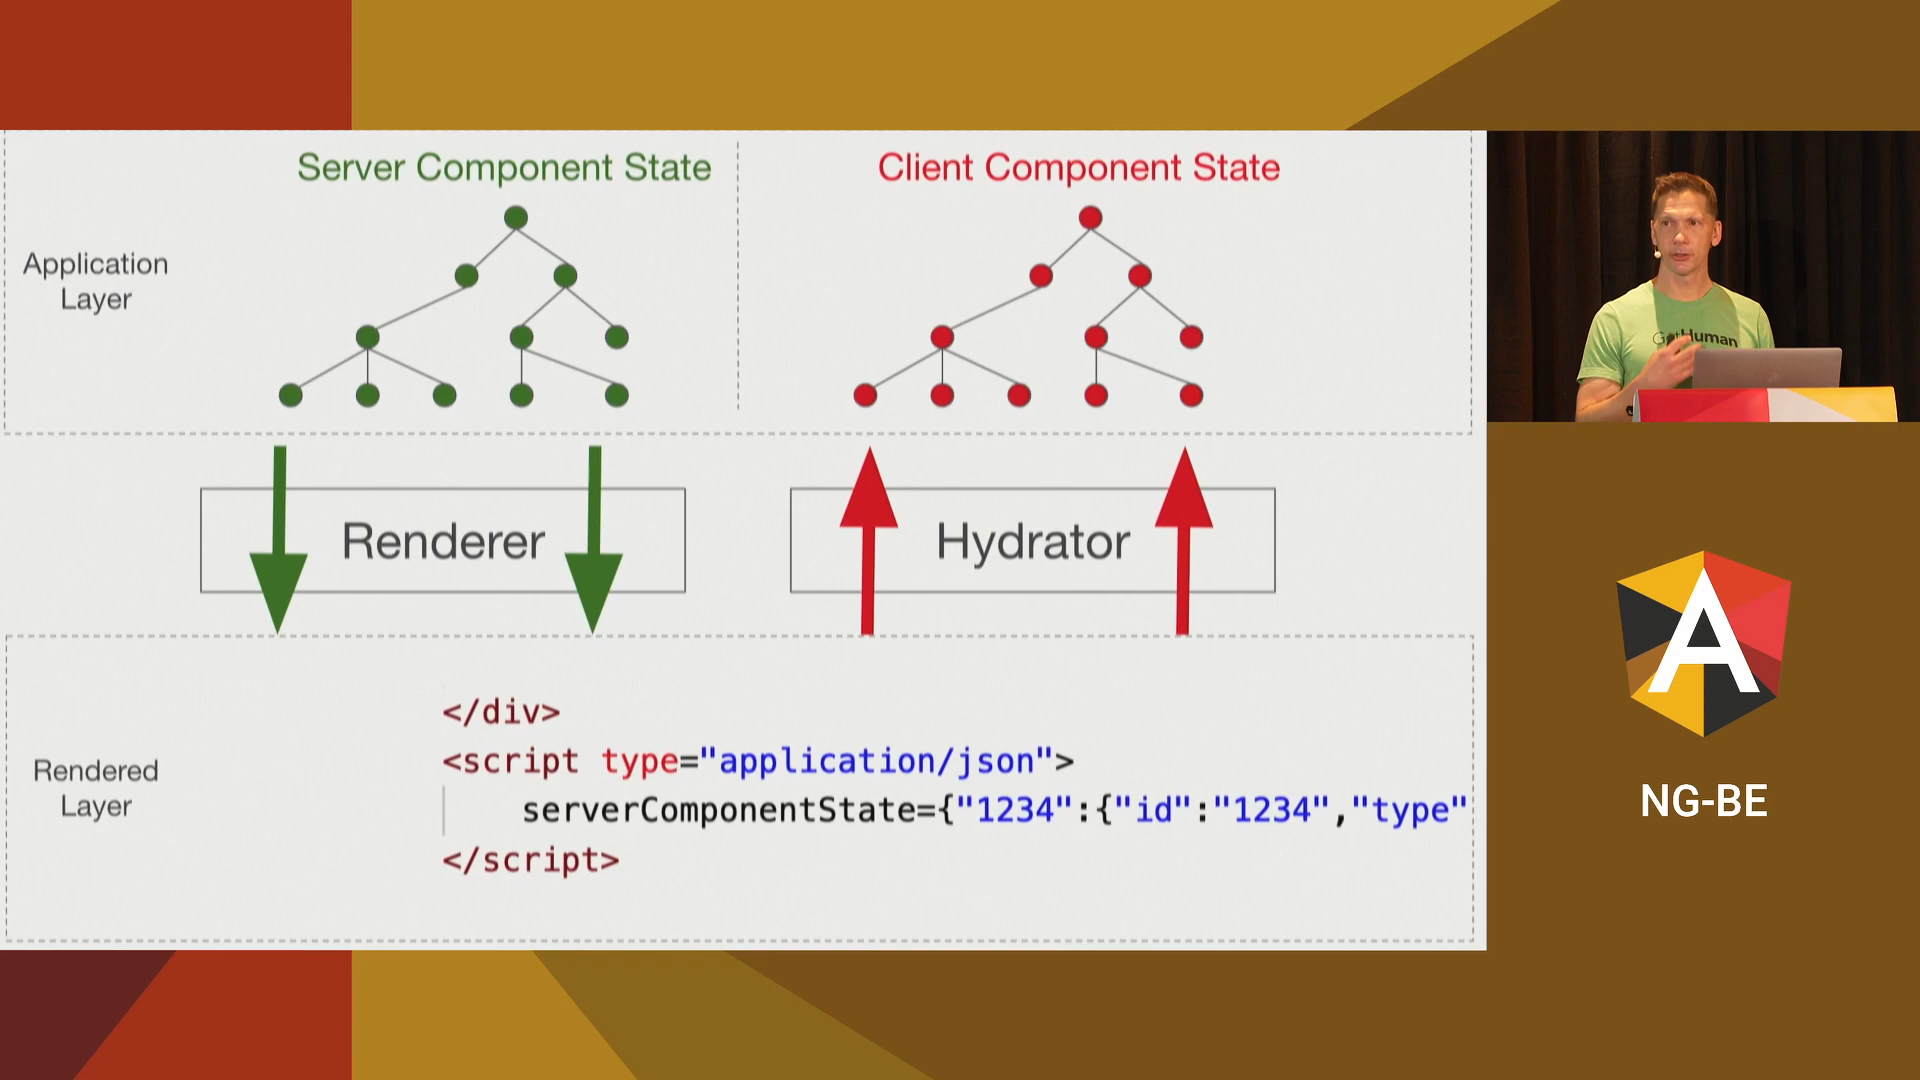 Server Component State
Client Component State
Application
Layer
Renderer
Hydrator
</div>
<script type="application/json">
serverComponentState={"1234":{"id":"1234","type"
</script>
Rendered
Layer
GetHuman
A
NG-BE